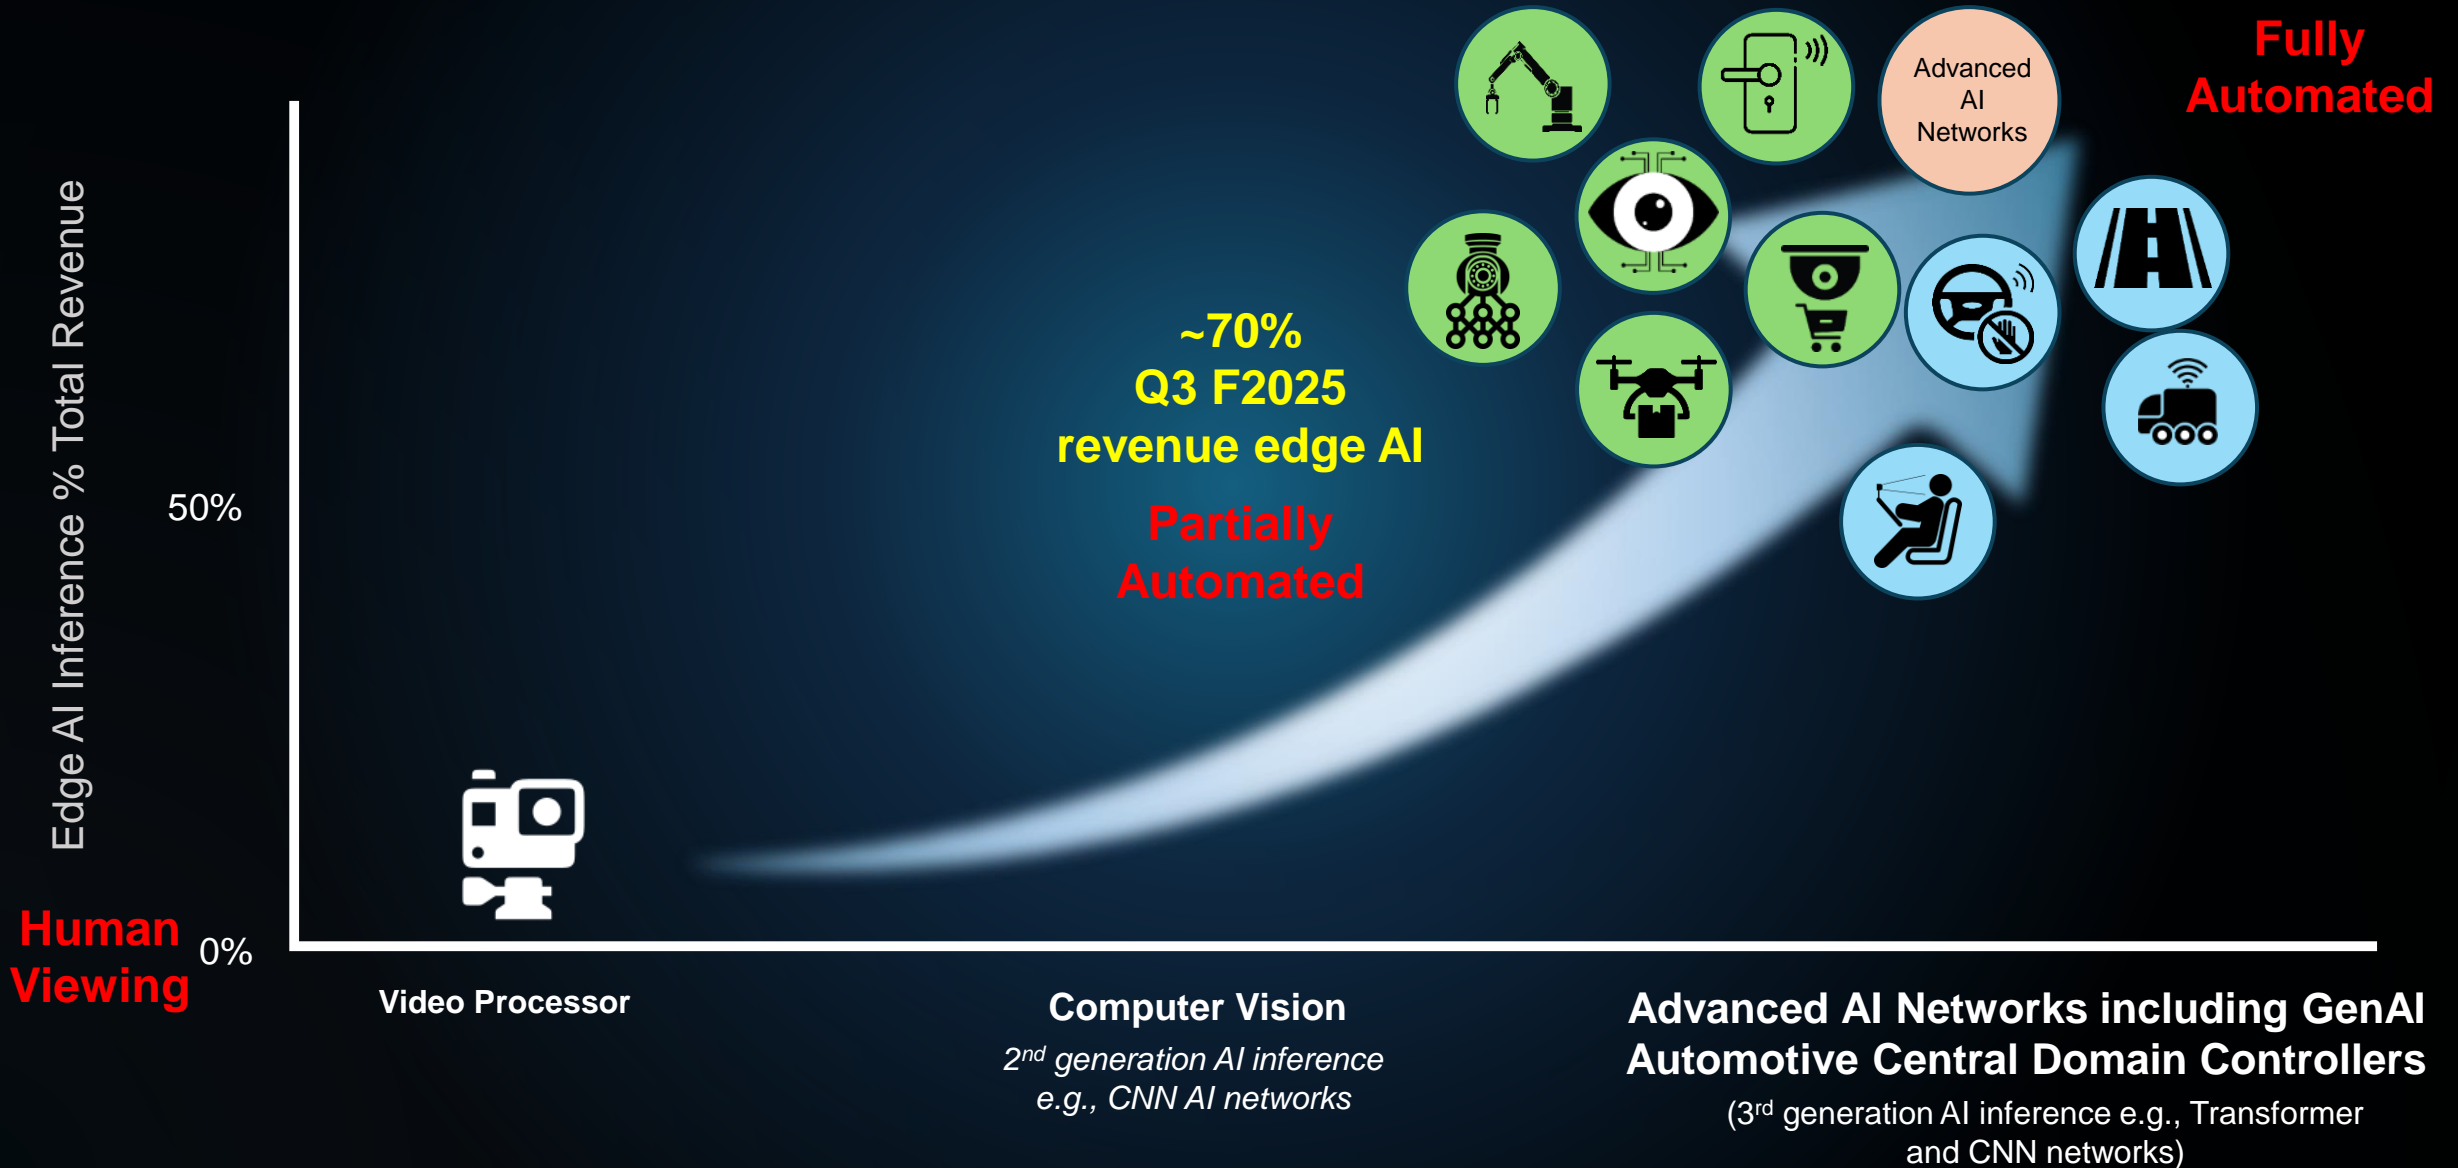 Fully
Automated
Advanced
AI
Networks
Edge AI Inference % Total Revenue
~70%
Q3 F2025
revenue edge AI
50%
Partially
Automated
Human
Viewing
0%
Video Processor
Computer Vision
2nd generation AI inference
e.g., CNN AI networks
Advanced AI Networks including GenAI
Automotive Central Domain Controllers
(3rd generation AI inference e.g., Transformer
and CNN networks)